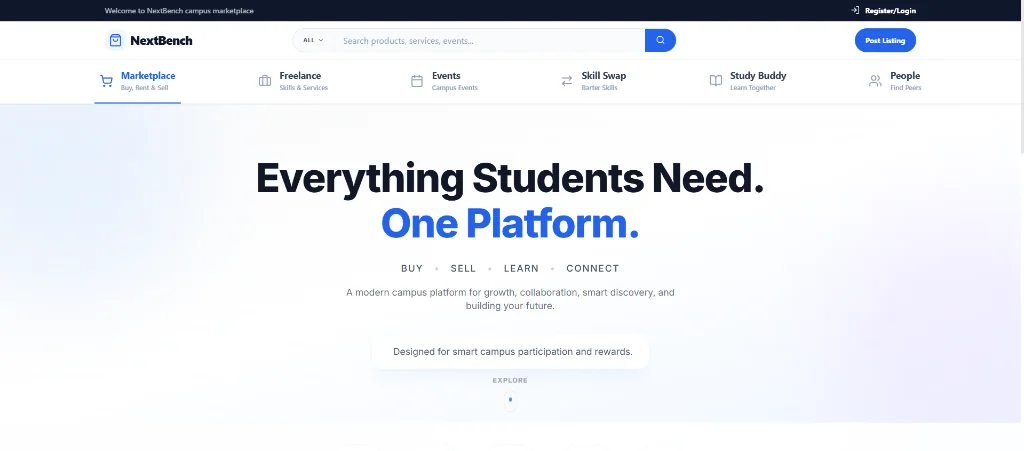 Welcome to NextBench campus marketplace
Register/Login
NextBench
ALL
Search products, services, events...
Post Listing
Marketplace
Buy, Rent & Sell
Freelance
Skills & Services
Events
Campus Events
Skill Swap
Barter Skills
Study Buddy
Learn Together
People
Find Peers
Everything Students Need.
One Platform.
BUY SELL LEARN CONNECT
A modern campus platform for growth, collaboration, smart discovery, and
building your future.
Designed for smart campus participation and rewards.
EXPLORE